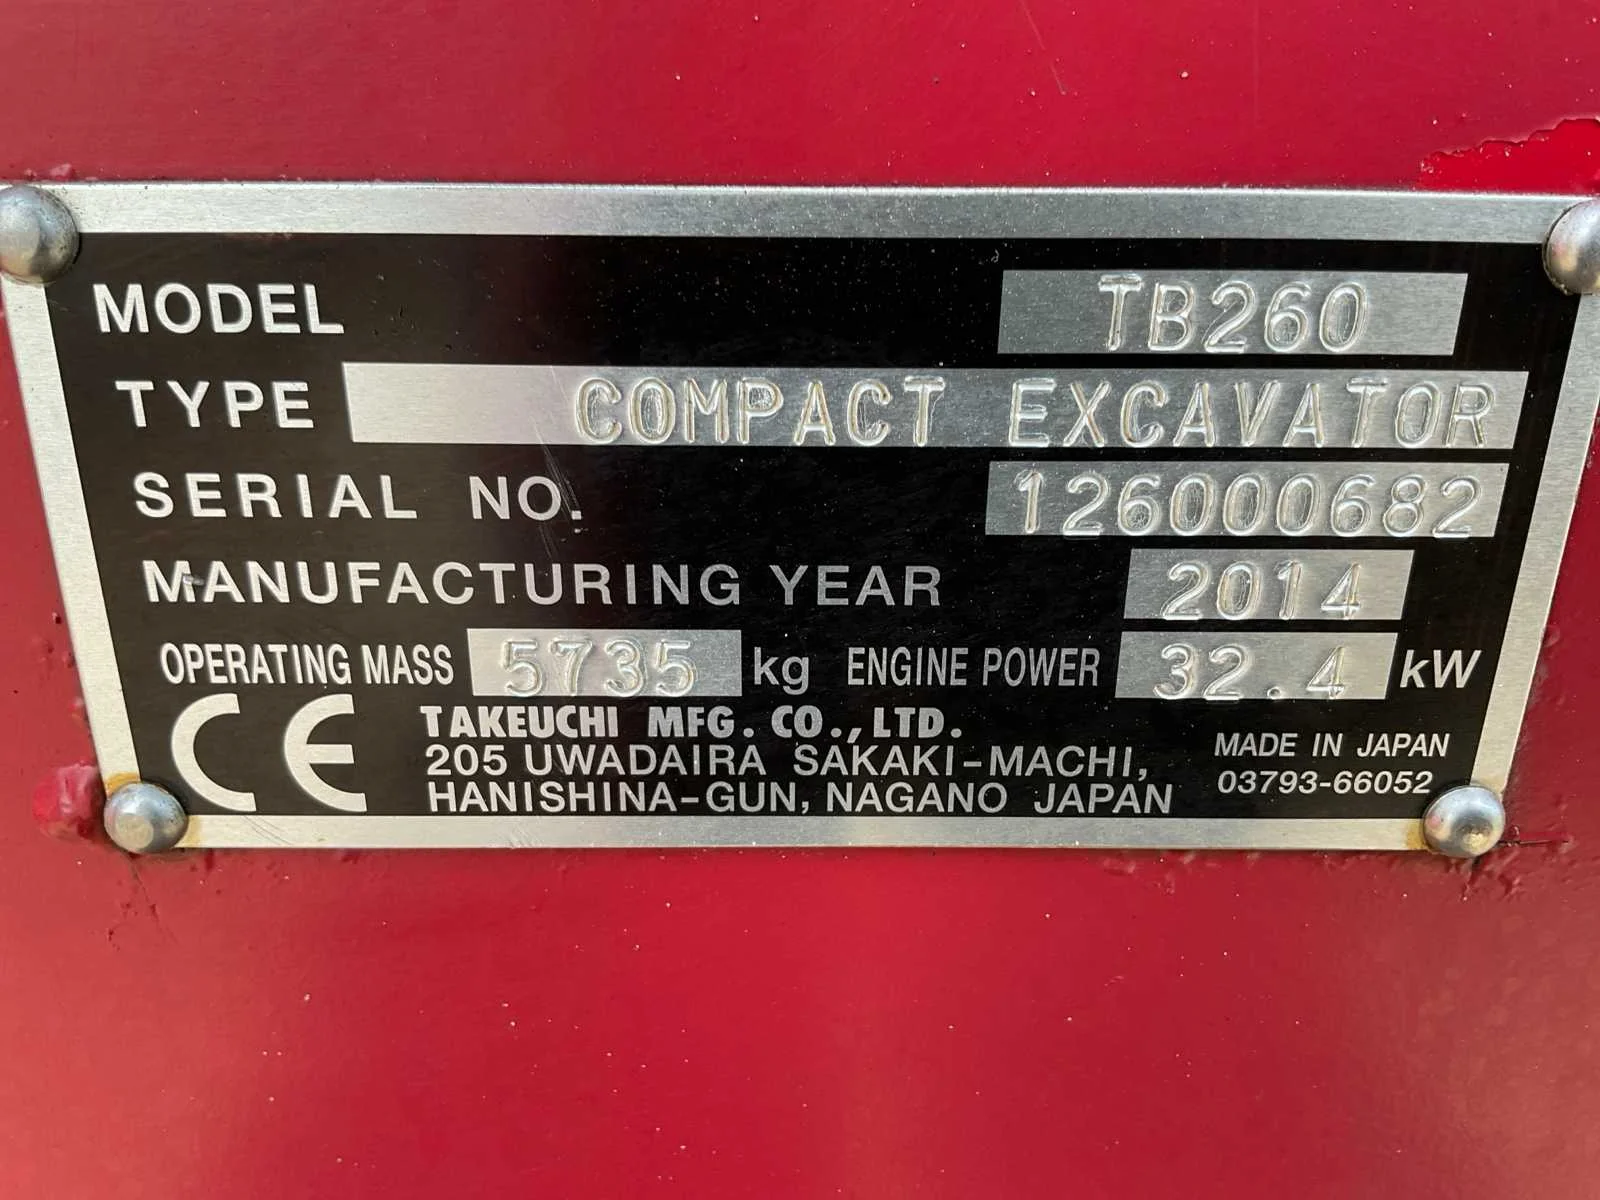 MODEL TB260
TYPE COMPACT EXCAVATOR
SERIAL NO. 126000682
MANUFACTURING YEAR 2014
OPERATING MASS 5735 kg ENGINE POWER 32.4 kW
CE
TAKEUCHI MFG. CO., LTD.
205 UWADAIRA SAKAKI-MACHI,
HANISHINA-GUN, NAGANO JAPAN
MADE IN JAPAN
03793-66052